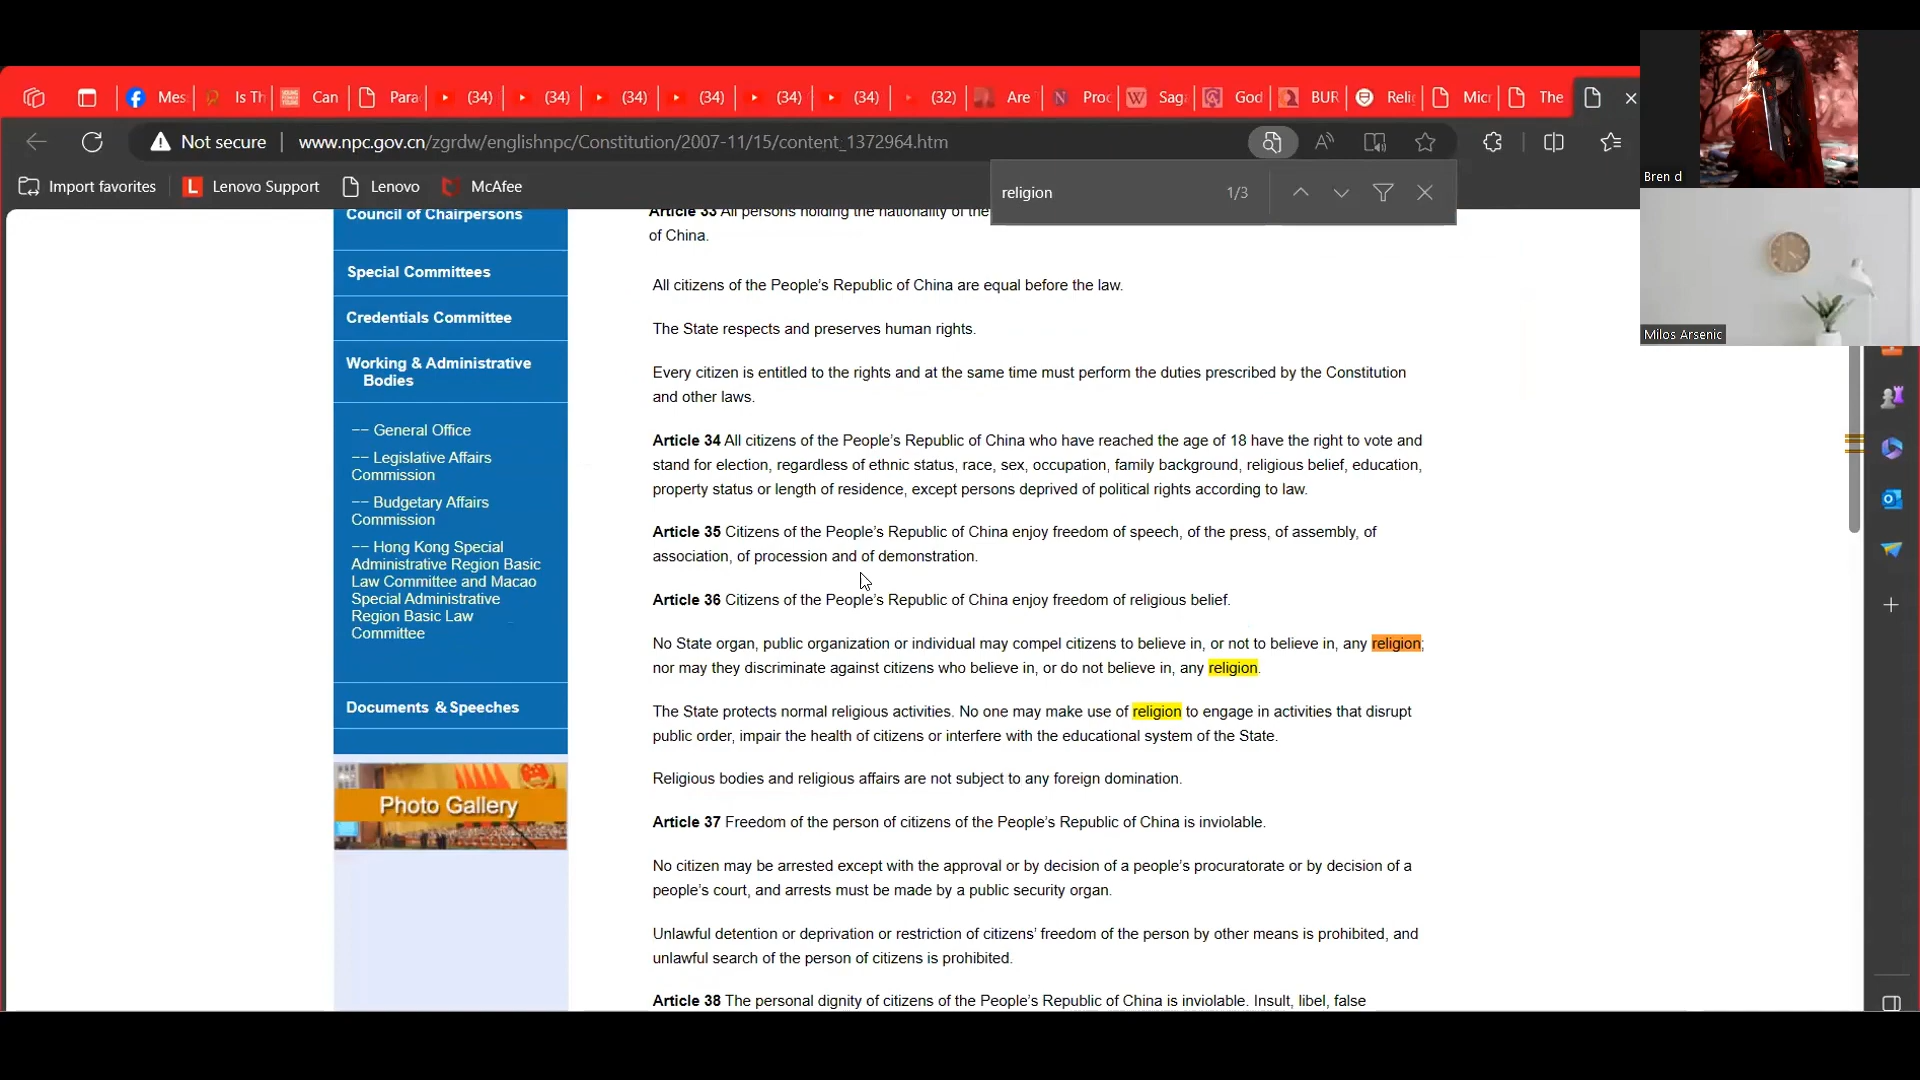 Mes
Is Th
Can
Para
(34)
(34)
(34)
(34)
(34)
(34)
(32)
Are
Proc
Saga
God
BUR
Reli
Micr
The
Not secure
www.npc.gov.cn/zgrdw/englishnpc/Constitution/2007-11/15/content_1372964.htm
Import favorites
Lenovo Support
Lenovo
McAfee
religion
1/3
Bren d
Milos Arsenic
Council of Chairpersons
Special Committees
Credentials Committee
Working & Administrative
Bodies
-- General Office
-- Legislative Affairs
Commission
-- Budgetary Affairs
Commission
-- Hong Kong Special
Administrative Region Basic
Law Committee and Macao
Special Administrative
Region Basic Law
Committee
Documents & Speeches
Photo Gallery
Article 33 All persons holding the nationality of the
of China.
All citizens of the People's Republic of China are equal before the law.
The State respects and preserves human rights.
Every citizen is entitled to the rights and at the same time must perform the duties prescribed by the Constitution
and other laws.
Article 34 All citizens of the People's Republic of China who have reached the age of 18 have the right to vote and
stand for election, regardless of ethnic status, race, sex, occupation, family background, religious belief, education,
property status or length of residence, except persons deprived of political rights according to law.
Article 35 Citizens of the People's Republic of China enjoy freedom of speech, of the press, of assembly, of
association, of procession and of demonstration.
Article 36 Citizens of the People's Republic of China enjoy freedom of religious belief.
No State organ, public organization or individual may compel citizens to believe in, or not to believe in, any religion;
nor may they discriminate against citizens who believe in, or do not believe in, any religion.
The State protects normal religious activities. No one may make use of religion to engage in activities that disrupt
public order, impair the health of citizens or interfere with the educational system of the State.
Religious bodies and religious affairs are not subject to any foreign domination.
Article 37 Freedom of the person of citizens of the People's Republic of China is inviolable.
No citizen may be arrested except with the approval or by decision of a people's procuratorate or by decision of a
people's court, and arrests must be made by a public security organ.
Unlawful detention or deprivation or restriction of citizens' freedom of the person by other means is prohibited, and
unlawful search of the person of citizens is prohibited.
Article 38 The personal dignity of citizens of the People's Republic of China is inviolable. Insult, libel, false